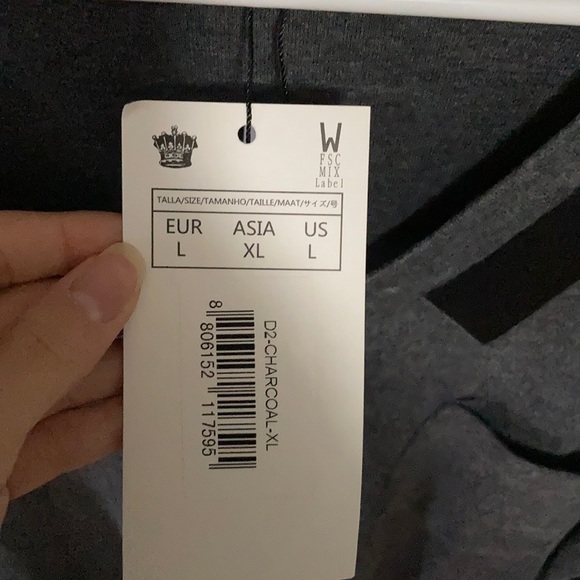 W
FSC
MIX
Label
TALLA/SIZE/TAMANHO/TAILLE/MAAT/サイズ/号
EUR ASIA US
L XL L
D2-CHARCOAL-XL
8 806152 117595